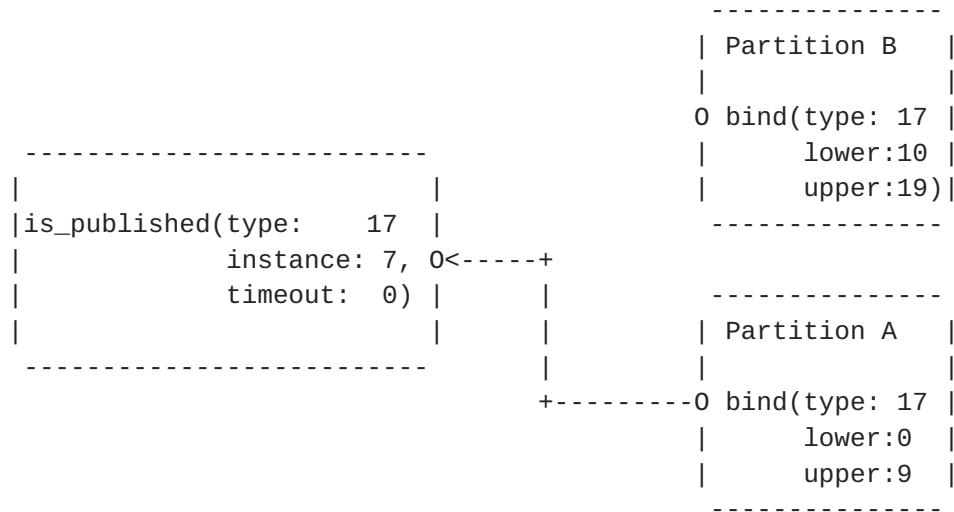 Partition B
bind(type: 17
lower:10
upper:19)
is_published(type: 17
instance: 7,
timeout: 0)
Partition A
bind(type: 17
lower:0
upper:9